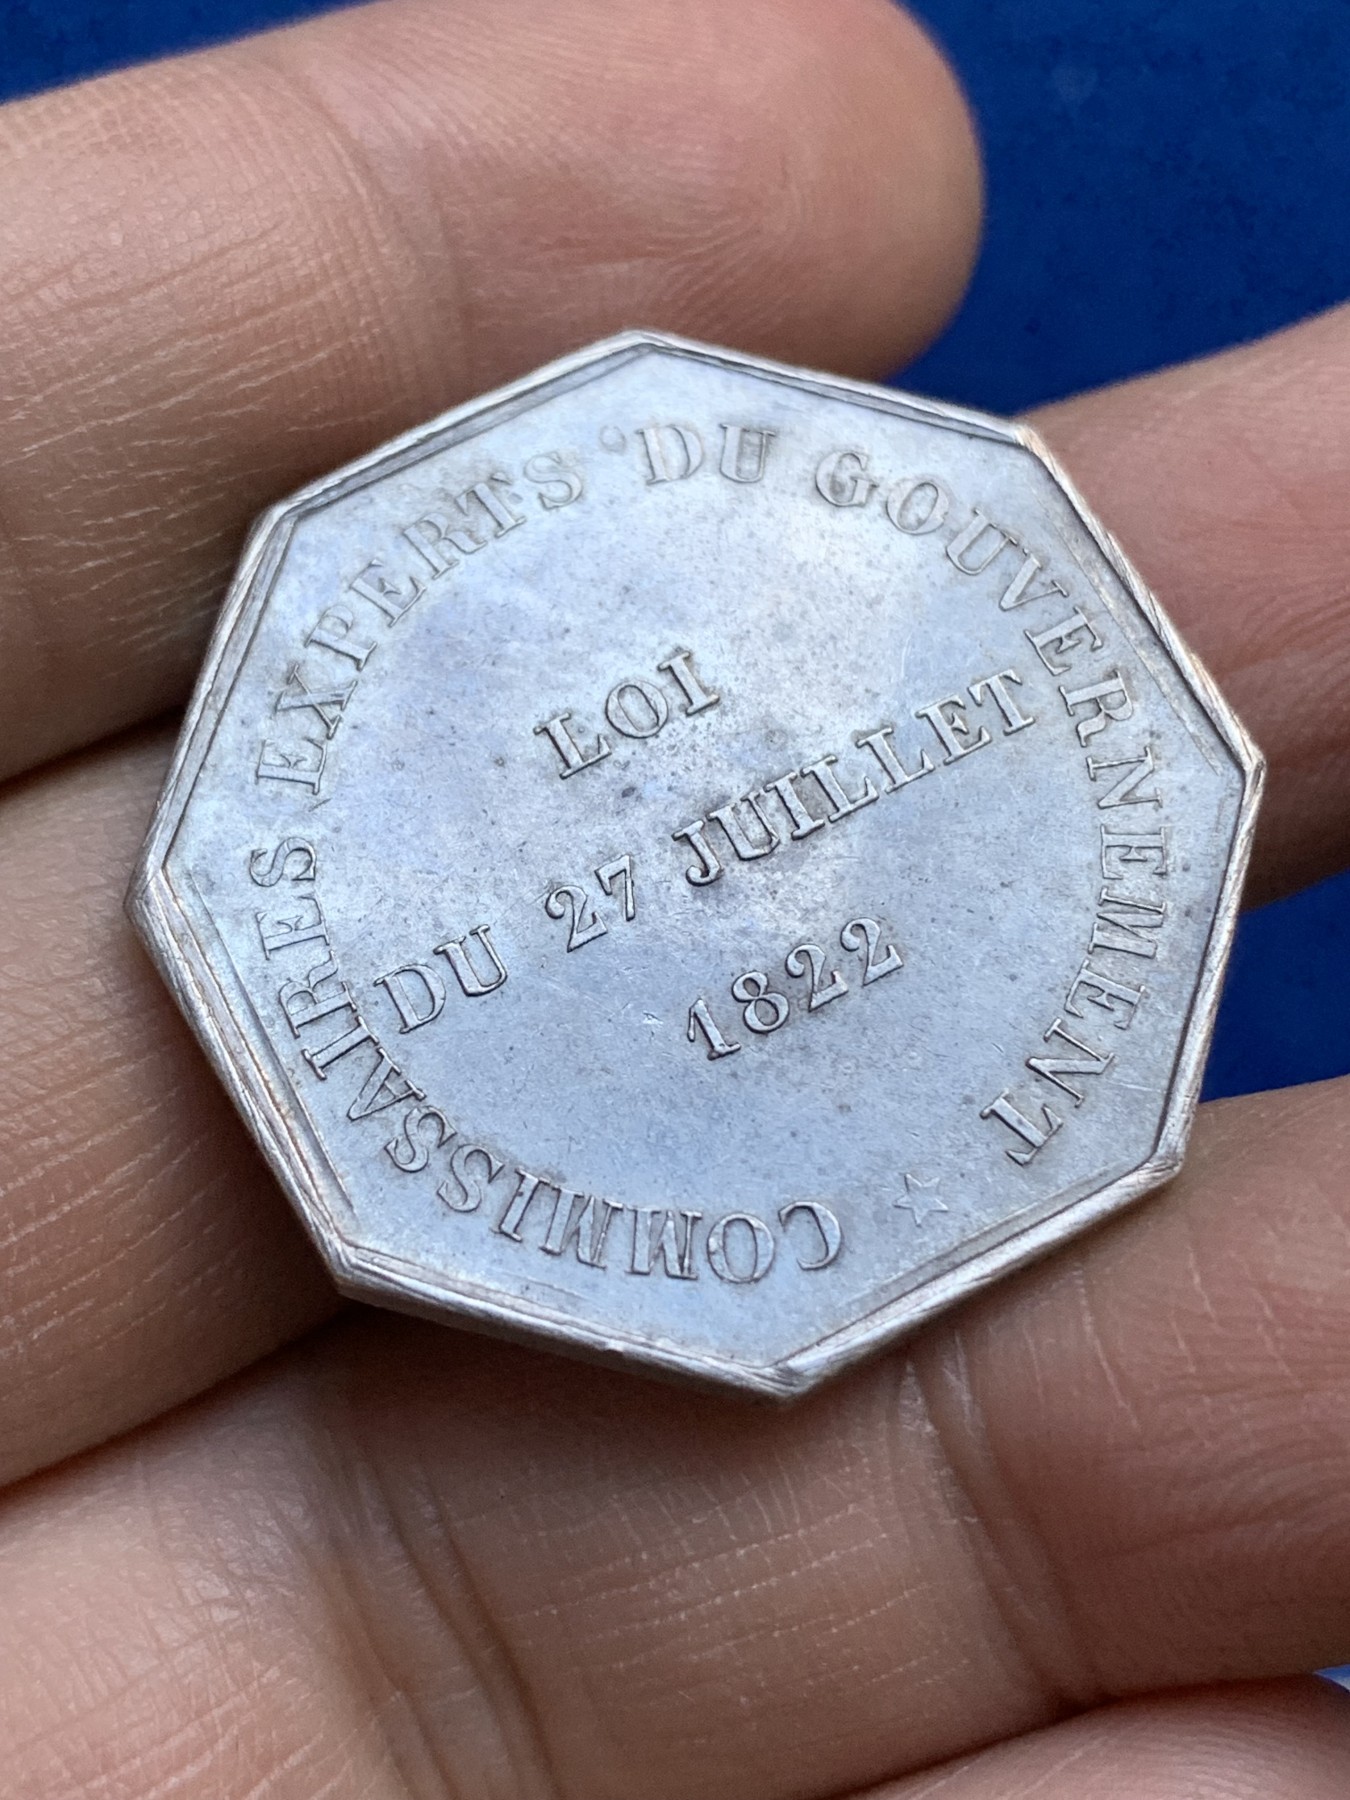 COMMISSAIRES EXPERTS DU GOUVERNEMENT
LOI
DU 27 JUILLET
1822